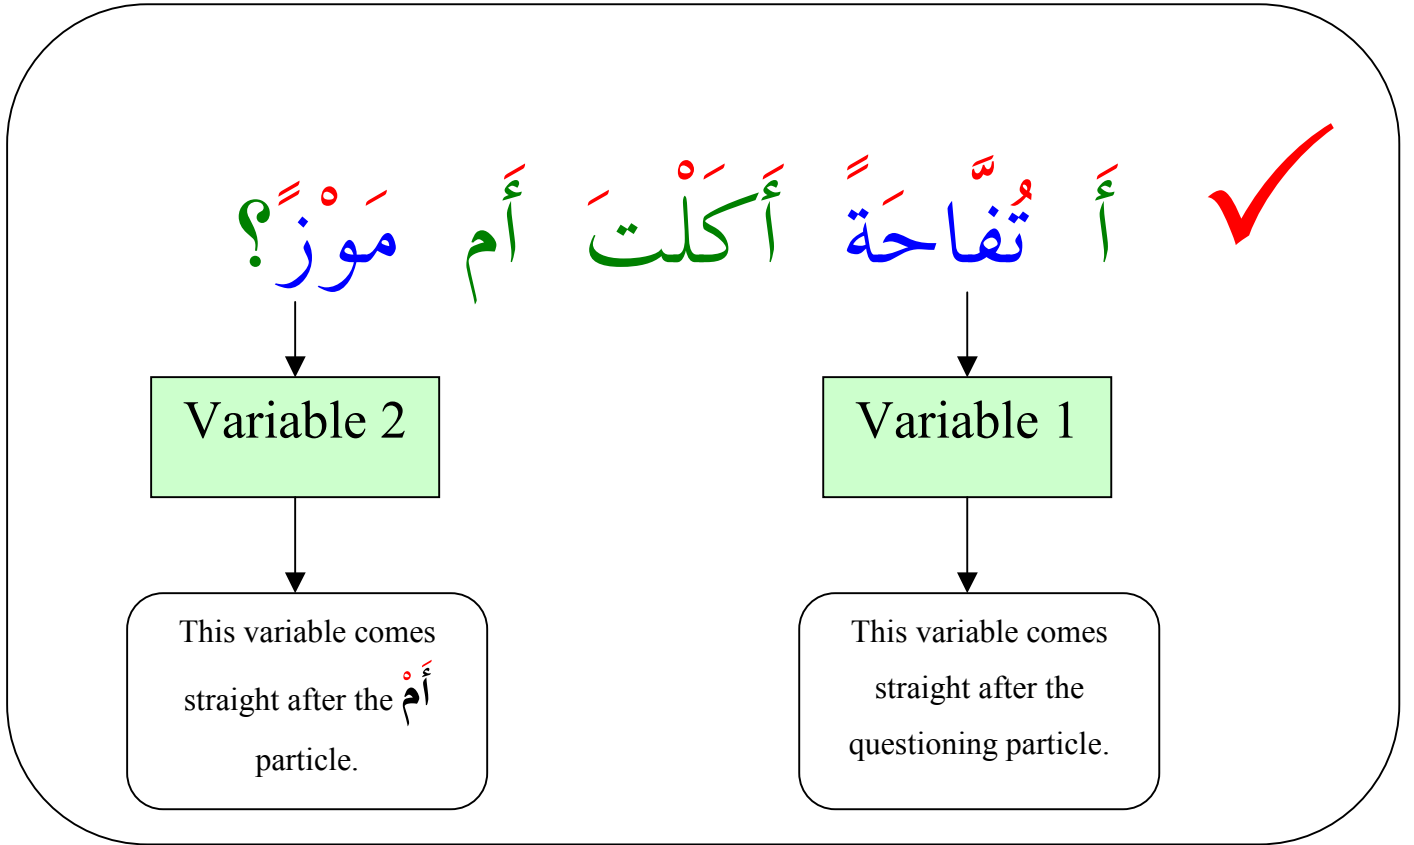 أَ تُفَّاحَةً أَكَلْتَ أَم مَوْزًَ؟
Variable 1
Variable 2
This variable comes
straight after the
questioning particle.
This variable comes
straight after the أَمْ
particle.